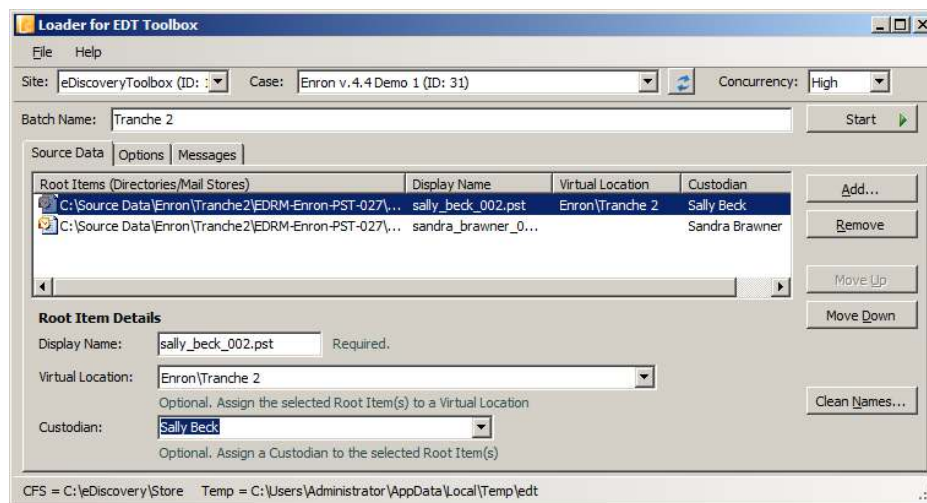 Loader for EDT Toolbox
File Help
Site: eDiscoveryToolbox (ID: Case: Enron v.4.4 Demo 1 (ID: 31) Concurrency: High
Batch Name: Tranche 2 Start
Source Data Options Messages
Root Items (Directories/Mail Stores) Display Name Virtual Location Custodian
C:\Source Data\Enron\Tranche2\EDRM-Enron-PST-027\... sally_beck_002.pst Enron\Tranche 2 Sally Beck
C:\Source Data\Enron\Tranche2\EDRM-Enron-PST-027\... sandra_brawner_0... Sandra Brawner
Add...
Remove
Move Up
Move Down
Root Item Details
Display Name: sally_beck_002.pst Required.
Virtual Location: Enron\Tranche 2
Optional. Assign the selected Root Item(s) to a Virtual Location
Clean Names...
Custodian: Sally Beck
Optional. Assign a Custodian to the selected Root Item(s)
CFS = C:\eDiscovery\Store Temp = C:\Users\Administrator\AppData\Local\Temp\edt